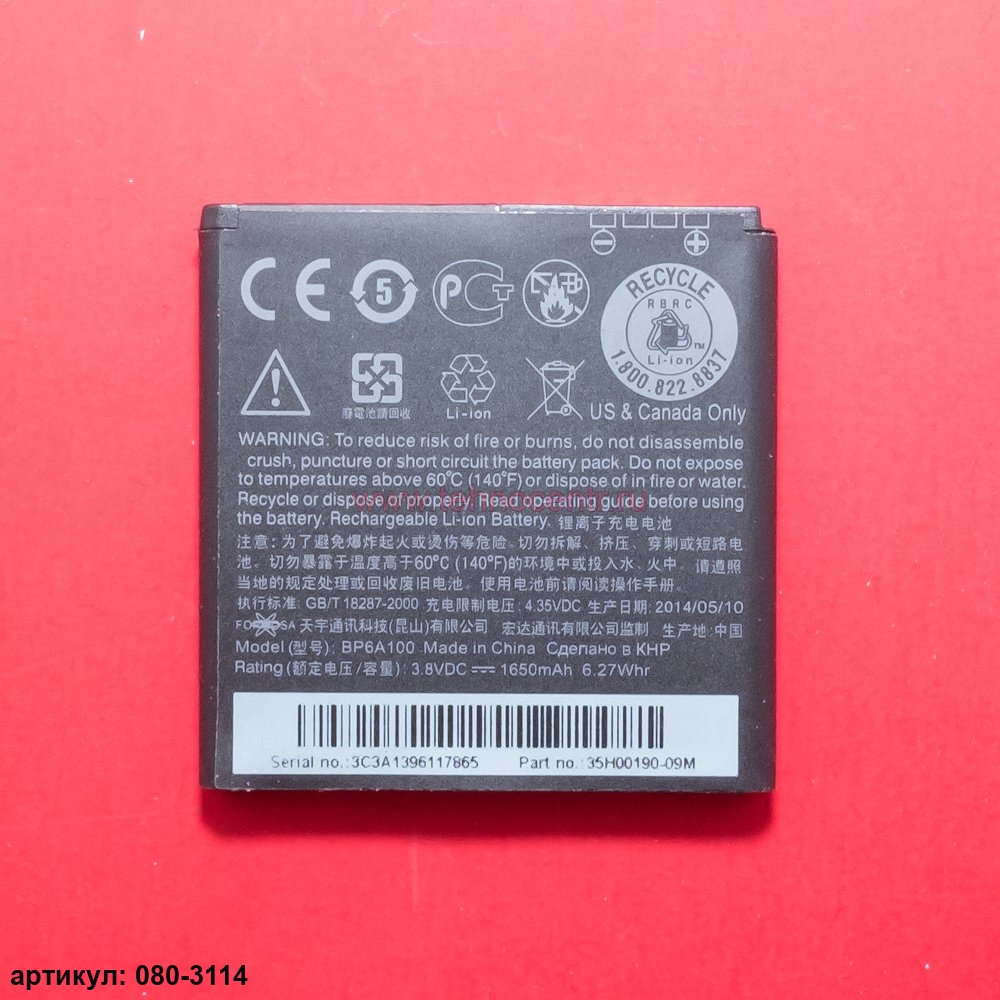 CE 5 PCT
RECYCLE
RBRC
Li-ion TM
1.800.822.8837
廢電池請回收 Li-ion US & Canada Only
WARNING: To reduce risk of fire or burns, do not disassemble
crush, puncture or short circuit the battery pack. Do not expose
to temperatures above 60°C (140°F) or dispose of in fire or water.
Recycle or dispose of properly. Read operating guide before using
www.tehnocentr.ru
the battery. Rechargeable Li-ion Battery. 锂离子充电电池
注意: 为了避免爆炸起火或烫伤等危险。切勿拆解、挤压、穿刺或短路电
池。切勿暴露于温度高于60°C (140°F)的环境中或投入水、火中。请遵照
当地的规定处理或回收废旧电池。使用电池前请阅读操作手册.
执行标准: GB/T 18287-2000 充电限制电压: 4.35VDC 生产日期: 2014/05/10
FORMOSA 天宇通讯科技(昆山)有限公司 宏达通讯有限公司监制 生产地: 中国
Model (型号): BP6A100 Made in China Сделано в КНР
Rating (额定电压/容量): 3.8VDC 1650mAh 6.27Whr
Serial no.:3C3A1396117865 Part no.:35H00190-09M
артикул: 080-3114